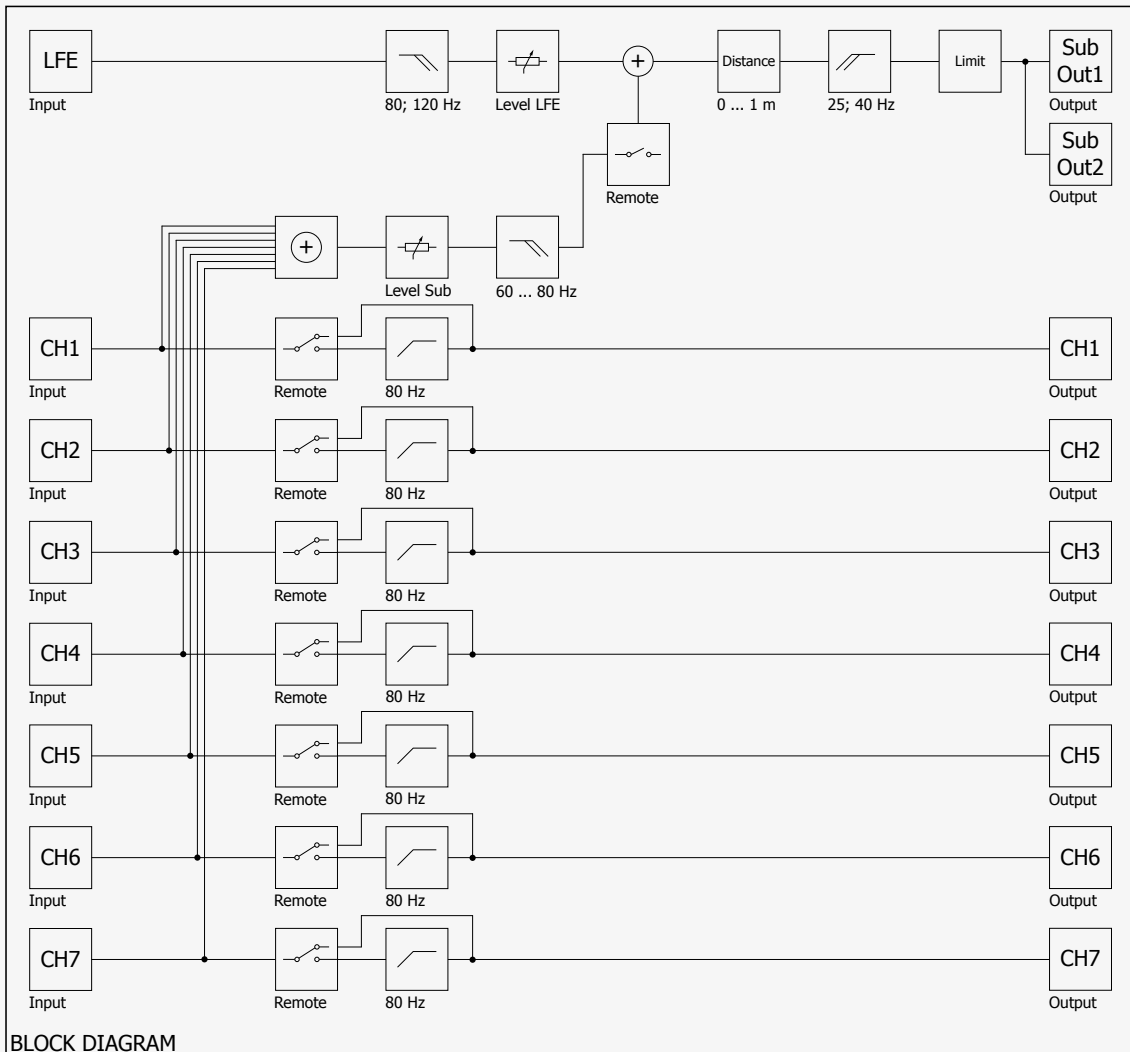 LFE
Input
80; 120 Hz
Level LFE
+
Distance
0 ... 1 m
25; 40 Hz
Limit
Sub
Out1
Output
Sub
Out2
Output
Remote
+
Level Sub
60 ... 80 Hz
CH1
Input
Remote
80 Hz
CH1
Output
CH2
Input
Remote
80 Hz
CH2
Output
CH3
Input
Remote
80 Hz
CH3
Output
CH4
Input
Remote
80 Hz
CH4
Output
CH5
Input
Remote
80 Hz
CH5
Output
CH6
Input
Remote
80 Hz
CH6
Output
CH7
Input
Remote
80 Hz
CH7
Output
BLOCK DIAGRAM